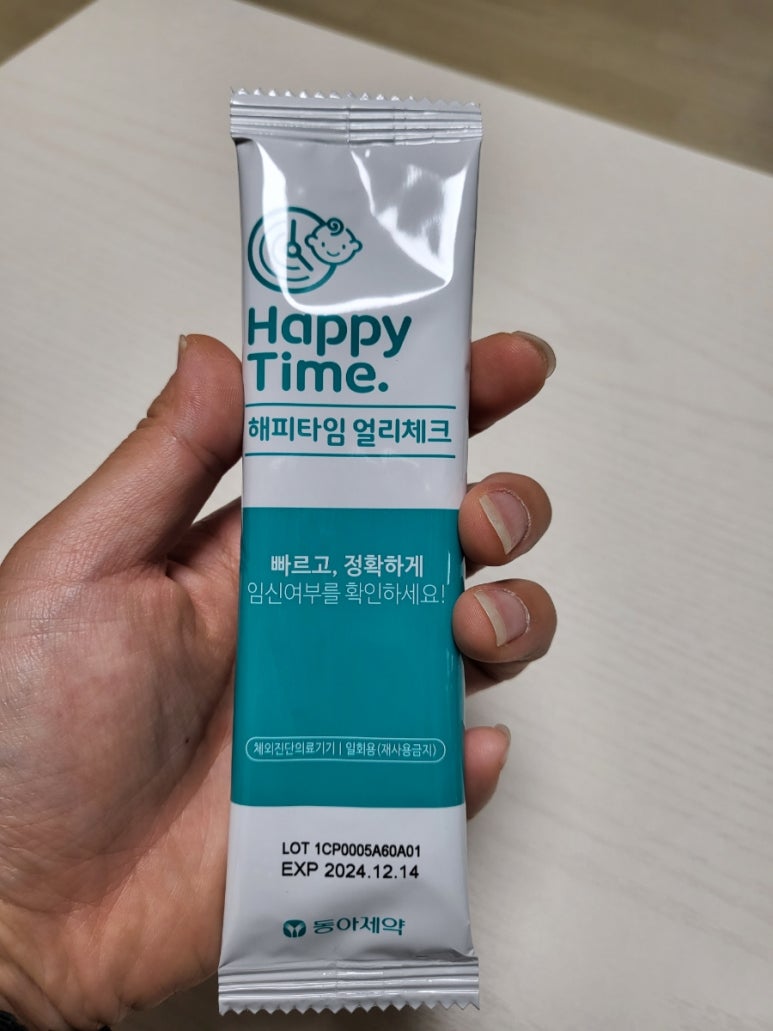 Happy
Time.
해피타임 얼리체크
빠르고, 정확하게
임신여부를 확인하세요!
체외진단의료기기 | 일회용(재사용금지)
LOT 1CP0005A60A01
EXP 2024.12.14
동아제약